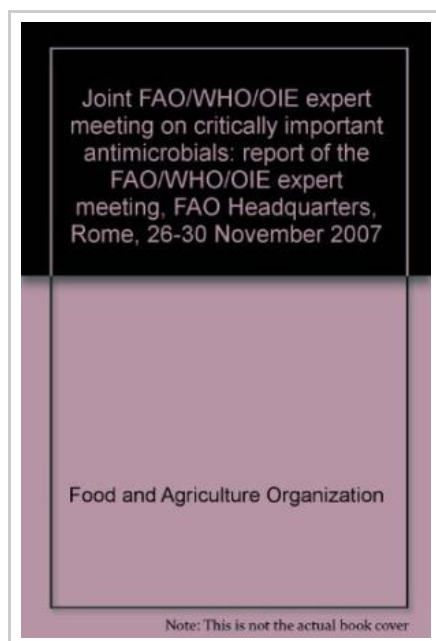 Joint FAO/WHO/OIE expert
meeting on critically important
antimicrobials: report of the
FAO/WHO/OIE expert
meeting, FAO Headquarters,
Rome, 26-30 November 2007
Food and Agriculture Organization
Note: This is not the actual book cover